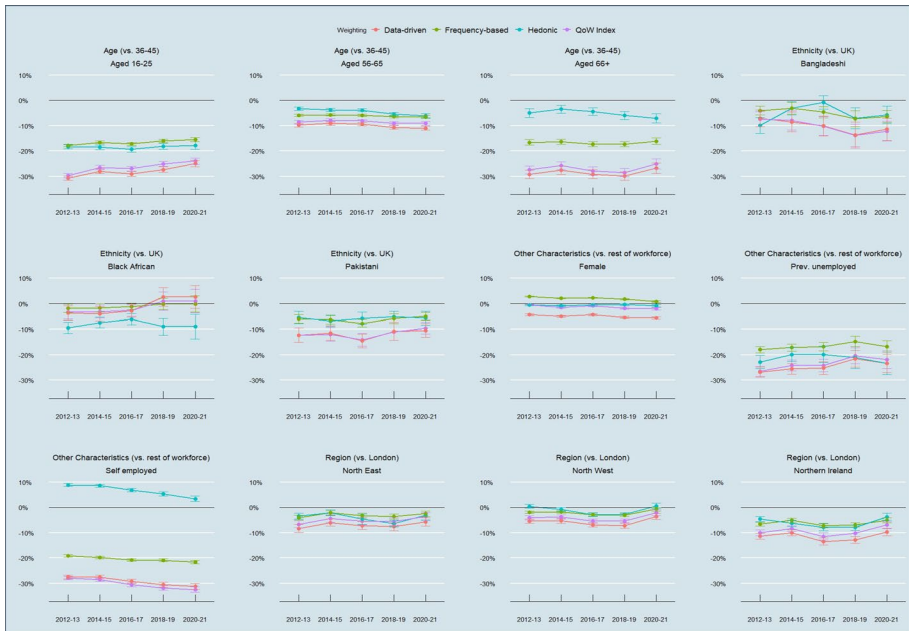 Weighting Data-driven Frequency-based Hedonic QoW Index
Age (vs. 36-45) Age (vs. 36-45) Age (vs. 36-45) Ethnicity (vs. UK)
Aged 16-25 Aged 56-65 Aged 66+ Bangladeshi
10% 10% 10% 10%
0% 0% 0% 0%
-10% -10% -10% -10%
-20% -20% -20% -20%
-30% -30% -30% -30%
2012-13 2014-15 2016-17 2018-19 2020-21 2012-13 2014-15 2016-17 2018-19 2020-21 2012-13 2014-15 2016-17 2018-19 2020-21 2012-13 2014-15 2016-17 2018-19 2020-21
Ethnicity (vs. UK) Ethnicity (vs. UK) Other Characteristics (vs. rest of workforce) Other Characteristics (vs. rest of workforce)
Black African Pakistani Female Prev. unemployed
10% 10% 10% 10%
0% 0% 0% 0%
-10% -10% -10% -10%
-20% -20% -20% -20%
-30% -30% -30% -30%
2012-13 2014-15 2016-17 2018-19 2020-21 2012-13 2014-15 2016-17 2018-19 2020-21 2012-13 2014-15 2016-17 2018-19 2020-21 2012-13 2014-15 2016-17 2018-19 2020-21
Other Characteristics (vs. rest of workforce) Region (vs. London) Region (vs. London) Region (vs. London)
Self employed North East North West Northern Ireland
10% 10% 10% 10%
0% 0% 0% 0%
-10% -10% -10% -10%
-20% -20% -20% -20%
-30% -30% -30% -30%
2012-13 2014-15 2016-17 2018-19 2020-21 2012-13 2014-15 2016-17 2018-19 2020-21 2012-13 2014-15 2016-17 2018-19 2020-21 2012-13 2014-15 2016-17 2018-19 2020-21